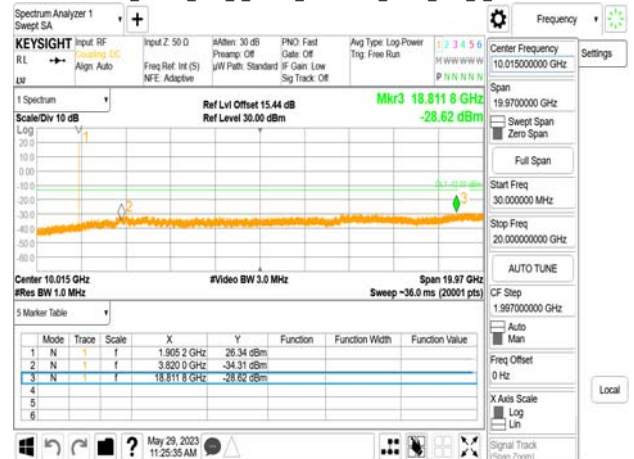 Spectrum Analyzer 1
Swept SA
Frequency
KEYSIGHT
RL
LV
Input: RF
Coupling: DC
Align: Auto
Input Z: 50 Ω
Freq Ref: Int (S)
NFE: Adaptive
#Atten: 30 dB
Preamp: Off
µW Path: Standard
PNO: Fast
Gate: Off
IF Gain: Low
Sig Track: Off
Avg Type: Log-Power
Trig: Free Run
1 2 3 4 5 6
M W W W W W
P N N N N N
1 Spectrum
Scale/Div 10 dB
Log
Ref Lvl Offset 15.44 dB
Ref Level 30.00 dBm
Mkr3 18.811 8 GHz
-28.62 dBm
20.0
10.0
0.00
-10.0
-20.0
-30.0
-40.0
-50.0
-60.0
1
2
3
Center 10.015 GHz
#Res BW 1.0 MHz
#Video BW 3.0 MHz
Span 19.97 GHz
Sweep ~36.0 ms (20001 pts)
5 Marker Table
Mode Trace Scale X Y Function Function Width Function Value
1 N 1 f 1.905 2 GHz 26.34 dBm
2 N 1 f 3.820 0 GHz -34.31 dBm
3 N 1 f 18.811 8 GHz -28.62 dBm
4
5
6
May 29, 2023
11:25:35 AM
Center Frequency
10.015000000 GHz
Settings
Span
19.9700000 GHz
Swept Span
Zero Span
Full Span
Start Freq
30.000000 MHz
Stop Freq
20.000000000 GHz
AUTO TUNE
CF Step
1.997000000 GHz
Auto
Man
Freq Offset
0 Hz
X Axis Scale
Log
Lin
Local
Signal Track
(Span Zoom)